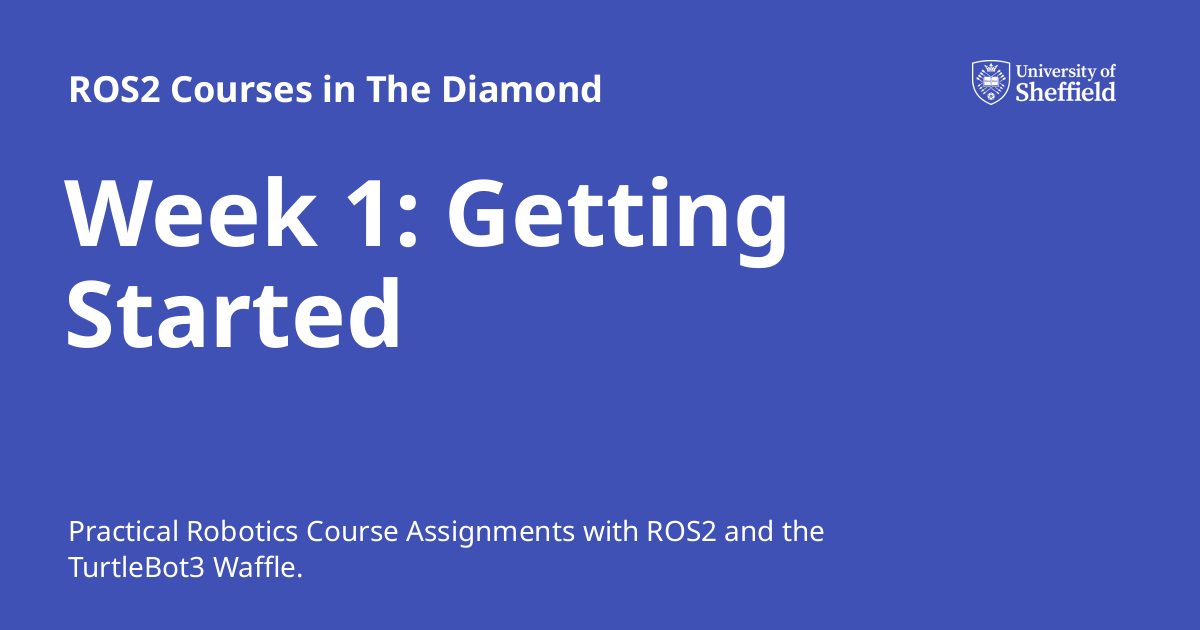 ROS2 Courses in The Diamond
University of
Sheffield
Week 1: Getting
Started
Practical Robotics Course Assignments with ROS2 and the
TurtleBot3 Waffle.